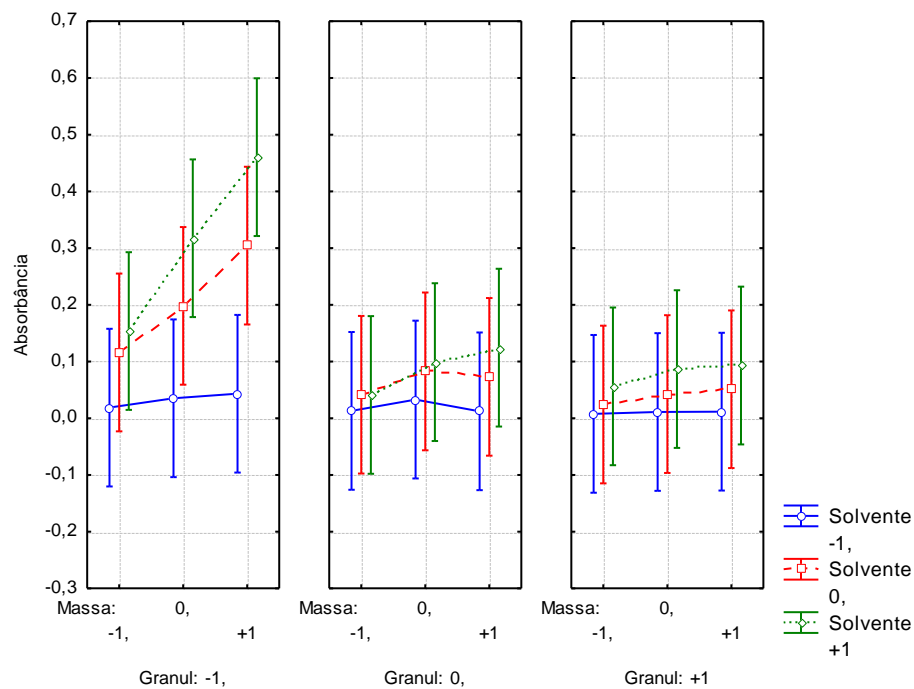 0,7
0,6
0,5
0,4
0,3
0,2
0,1
0,0
-0,1
-0,2
-0,3
Absorbância
Massa: 0,
-1, +1
Granul: -1,
0,
-1, +1
Granul: 0,
0,
-1, +1
Granul: +1
Solvente
-1,
Solvente
0,
Solvente
+1